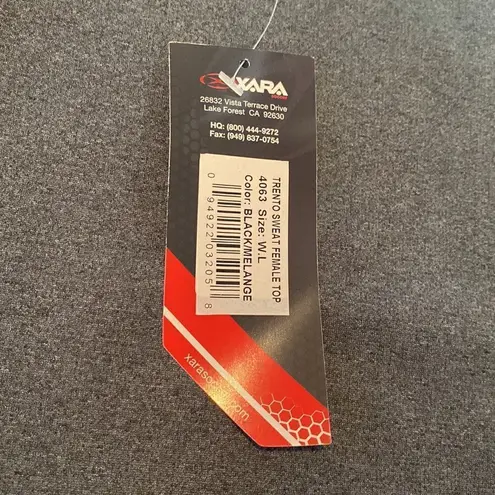 XARA
26832 Vista Terrace Drive
Lake Forest CA 92630
HQ: (800) 444-9272
Fax: (949) 837-0754
TRENTO SWEAT FEMALE TOP
4063 Size: W.L
Color: BLACK/MELANGE
0 94922 03205 8